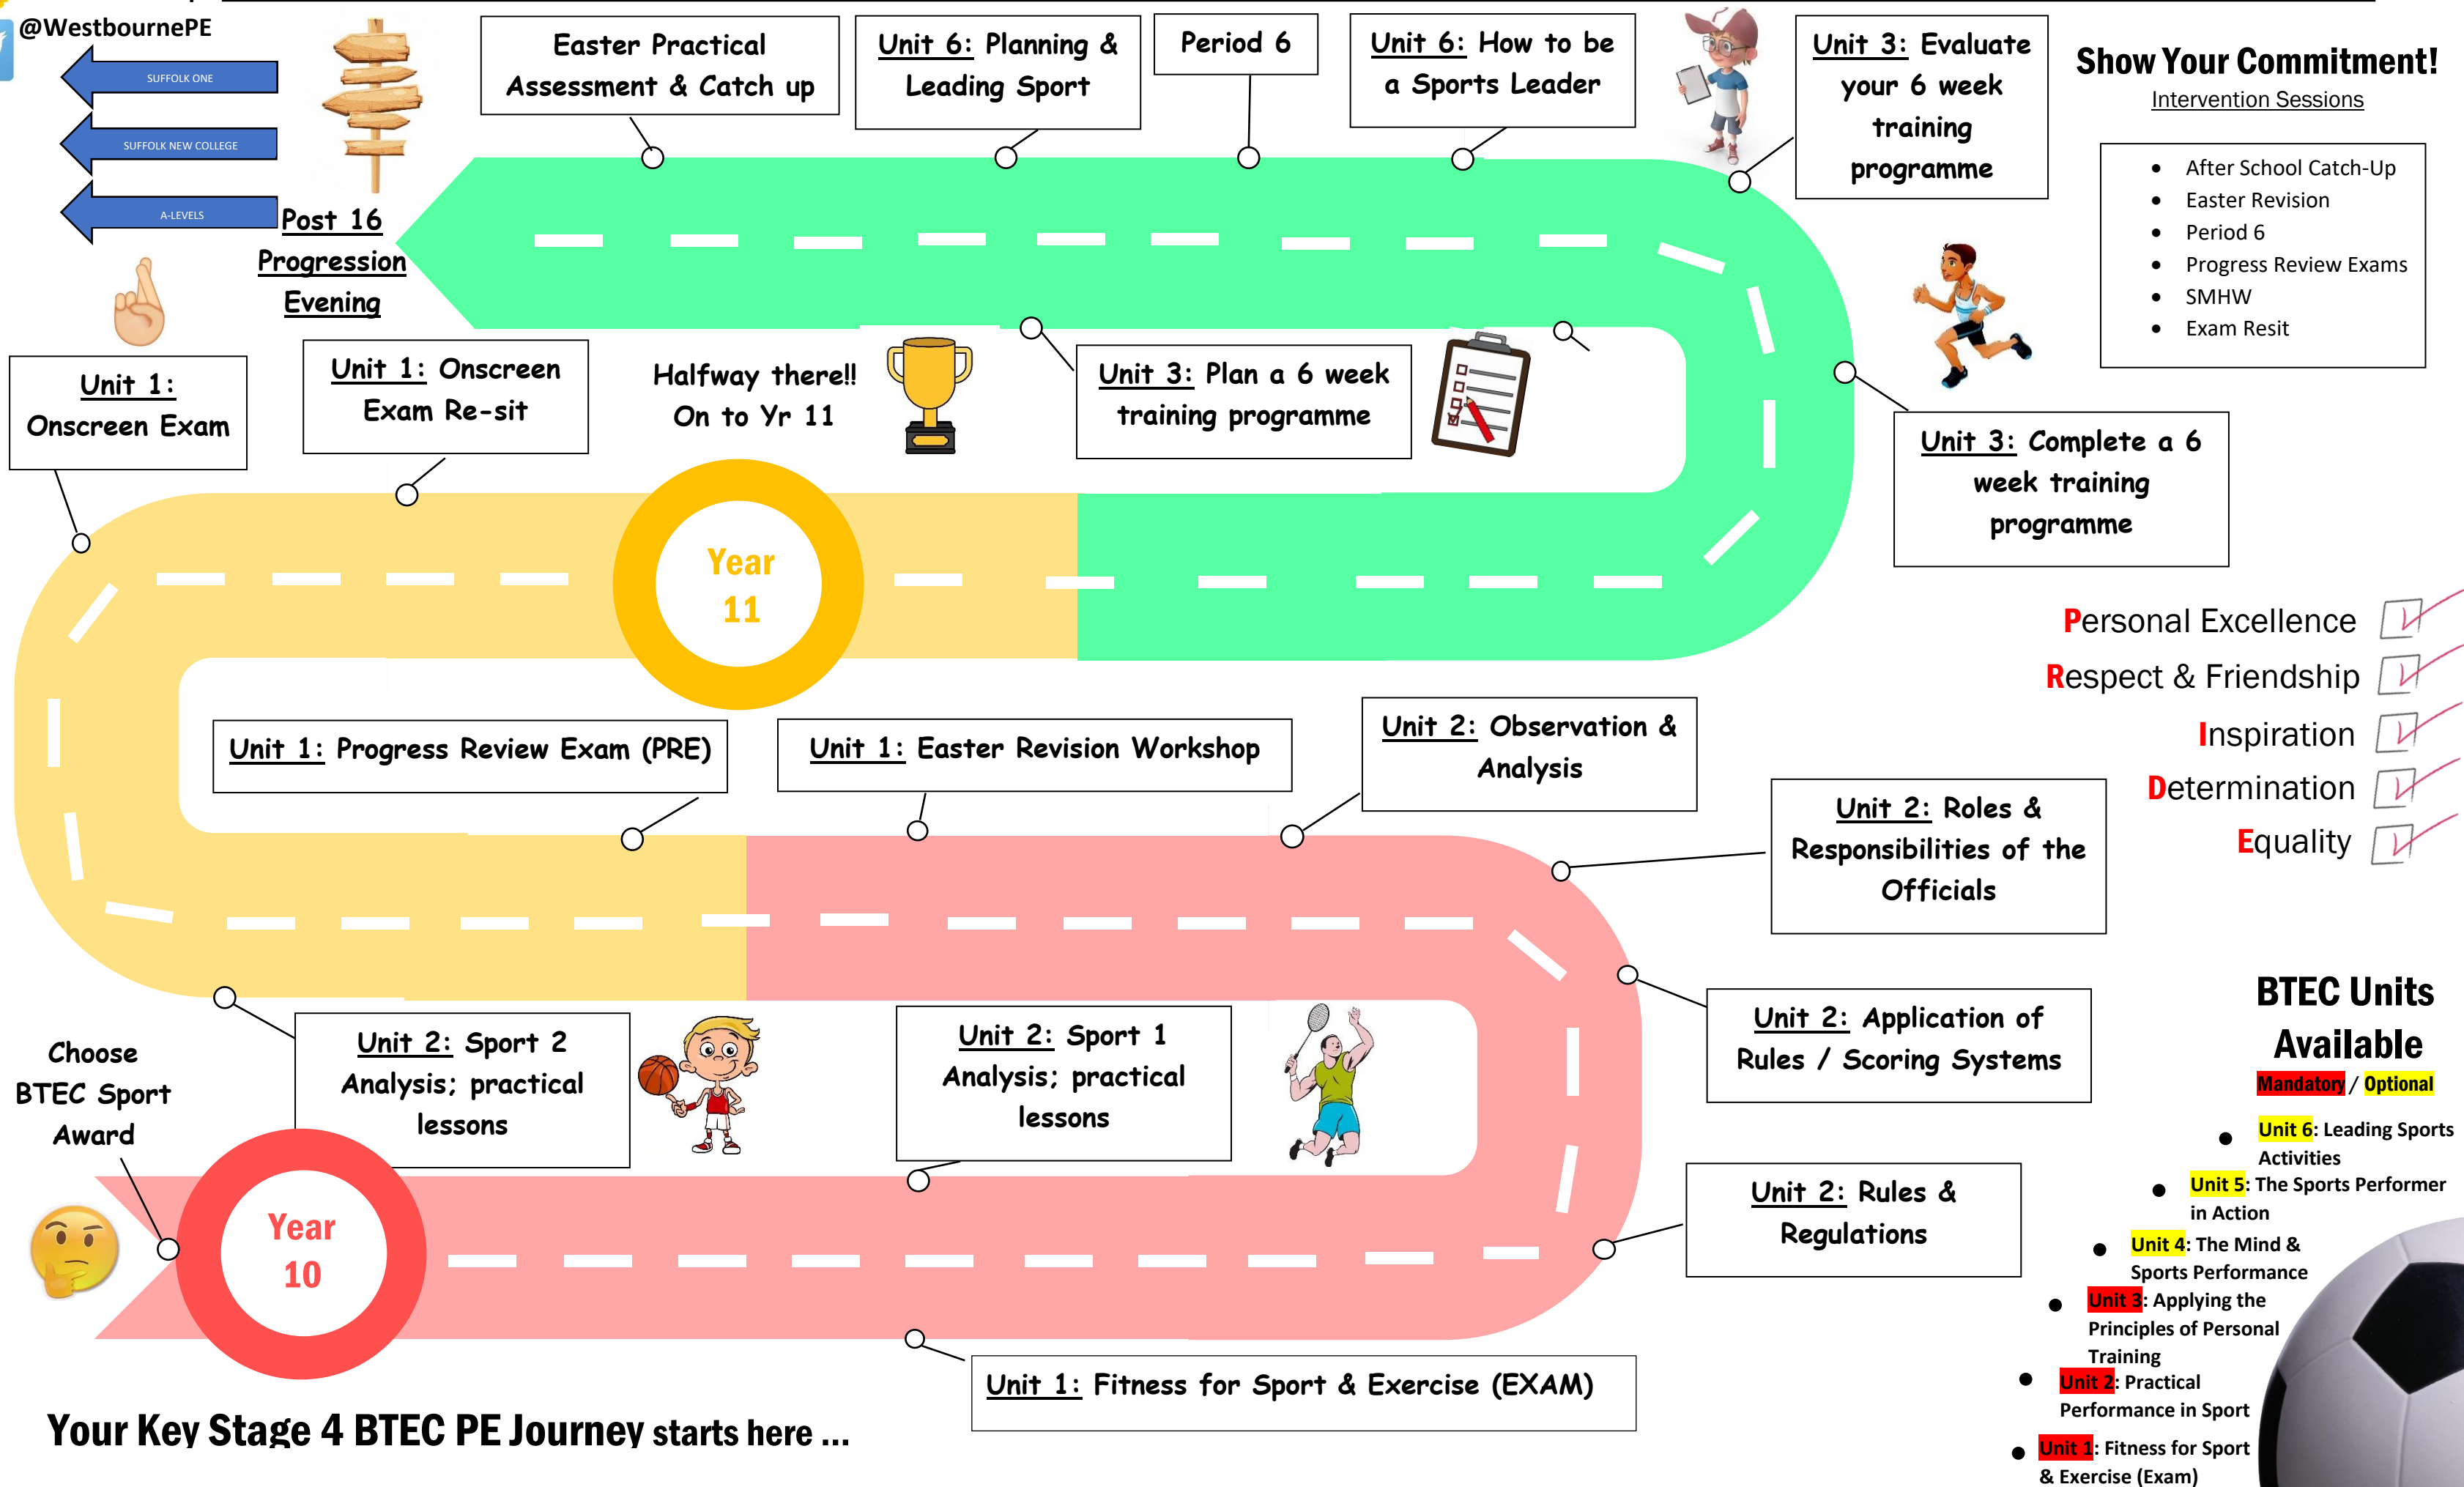 @WestbournePE
SUFFOLK ONE
SUFFOLK NEW COLLEGE
A-LEVELS
Post 16
Progression
Evening
Easter Practical
Assessment & Catch up
Unit 6: Planning &
Leading Sport
Period 6
Unit 6: How to be
a Sports Leader
Unit 3: Evaluate
your 6 week
training
programme
Show Your Commitment!
Intervention Sessions
• After School Catch-Up
• Easter Revision
• Period 6
• Progress Review Exams
• SMHW
• Exam Resit
Unit 1:
Onscreen Exam
Unit 1: Onscreen
Exam Re-sit
Halfway there!!
On to Yr 11
Unit 3: Plan a 6 week
training programme
Unit 3: Complete a 6
week training
programme
Year
11
Personal Excellence
Respect & Friendship
Inspiration
Determination
Equality
Unit 1: Progress Review Exam (PRE)
Unit 1: Easter Revision Workshop
Unit 2: Observation &
Analysis
Unit 2: Roles &
Responsibilities of the
Officials
Unit 2: Application of
Rules / Scoring Systems
Choose
BTEC Sport
Award
Unit 2: Sport 2
Analysis; practical
lessons
Unit 2: Sport 1
Analysis; practical
lessons
Unit 2: Rules &
Regulations
Year
10
Unit 1: Fitness for Sport & Exercise (EXAM)
Your Key Stage 4 BTEC PE Journey starts here ...
BTEC Units
Available
Mandatory / Optional
• Unit 6: Leading Sports
Activities
• Unit 5: The Sports Performer
in Action
• Unit 4: The Mind &
Sports Performance
• Unit 3: Applying the
Principles of Personal
Training
• Unit 2: Practical
Performance in Sport
• Unit 1: Fitness for Sport
& Exercise (Exam)